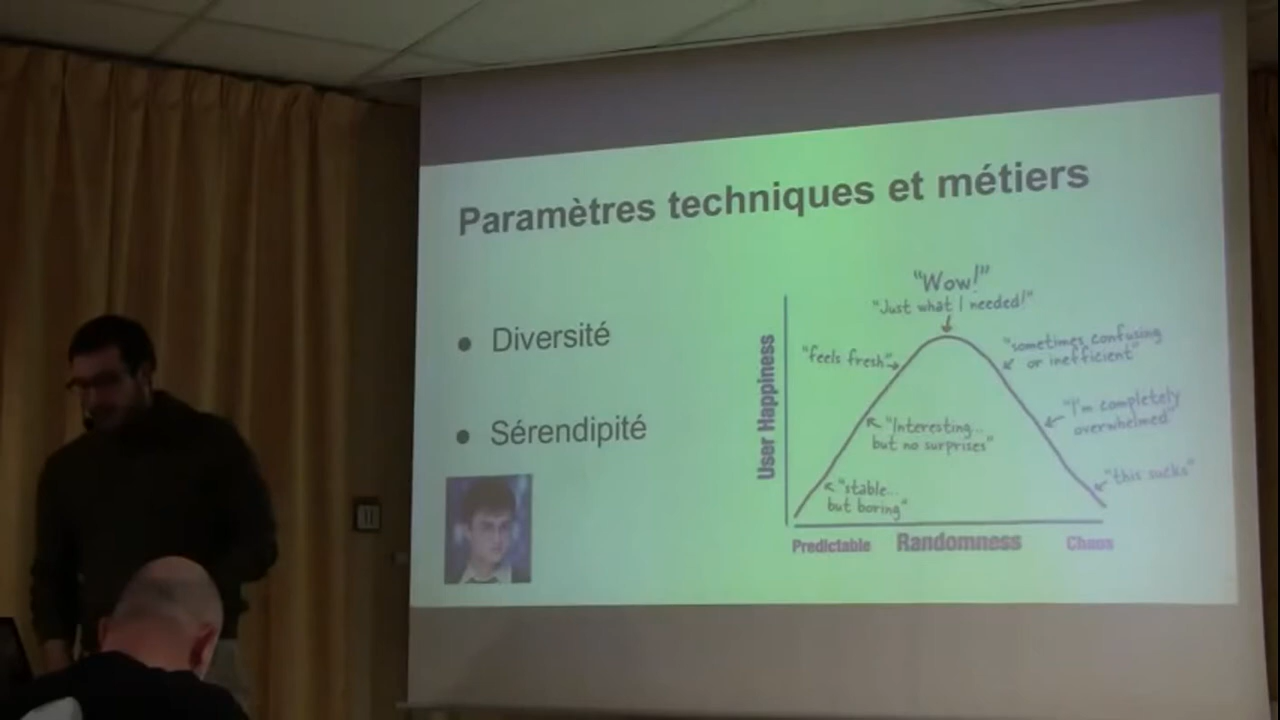 Paramètres techniques et métiers
● Diversité
● Sérendipité
"Wow!"
"Just what I needed!"
"feels fresh"
"sometimes confusing
or inefficient"
"Interesting...
but no surprises"
"I'm completely
overwhelmed"
"stable...
but boring"
"this sucks"
User Happiness
Predictable
Randomness
Chaos